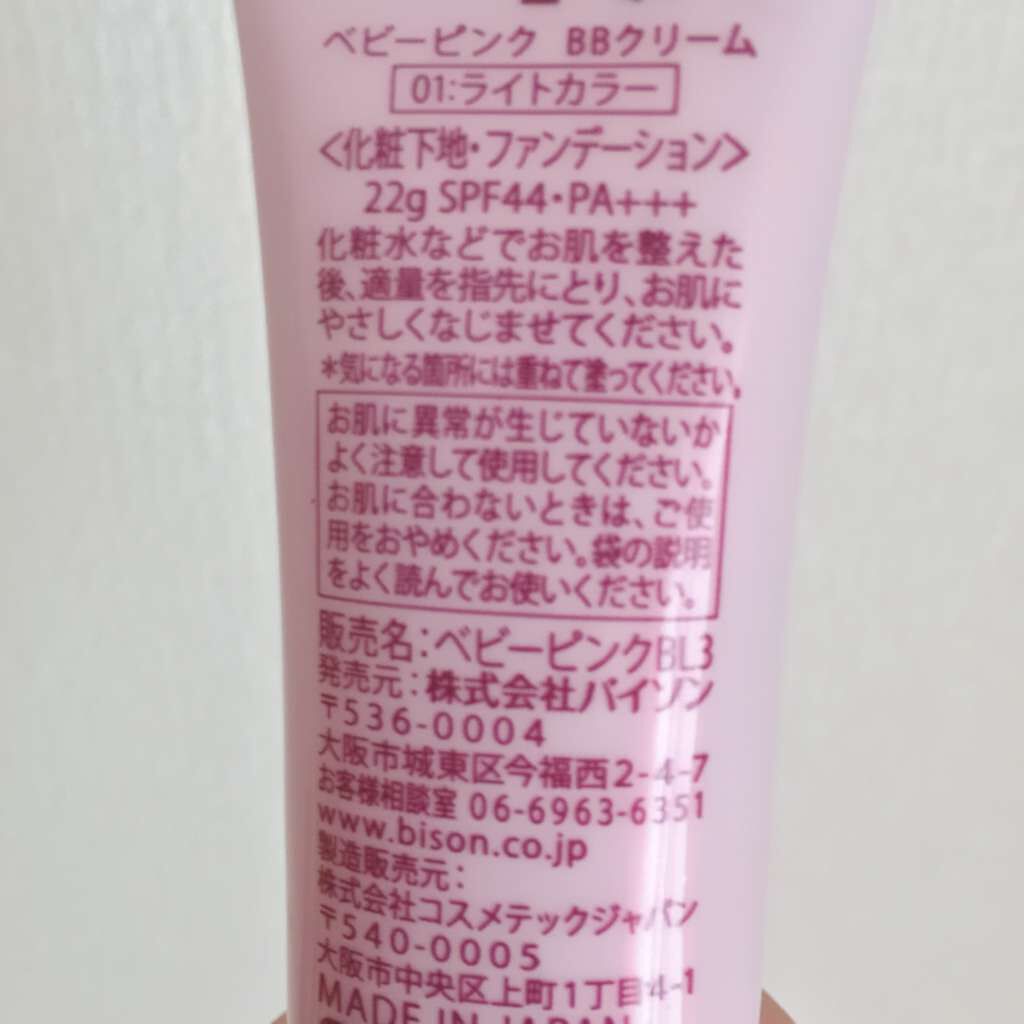 ベビーピンク BBクリーム
01:ライトカラー
<化粧下地・ファンデーション>
22g SPF44・PA+++
化粧水などでお肌を整えた
後、適量を指先にとり、お肌に
やさしくなじませてください。
*気になる箇所には重ねて塗ってください。
お肌に異常が生じていないか
よく注意して使用してください。
お肌に合わないときは、ご使
用をおやめください。袋の説明
をよく読んでお使いください。
販売名:ベビーピンクBL3
発売元:株式会社バイソン
〒536-0004
大阪市城東区今福西2-4-7
お客様相談室 06-6963-6351
www.bison.co.jp
製造販売元:
株式会社コスメテックジャパン
〒540-0005
大阪市中央区上町1丁目4-1
MADE IN JAPAN